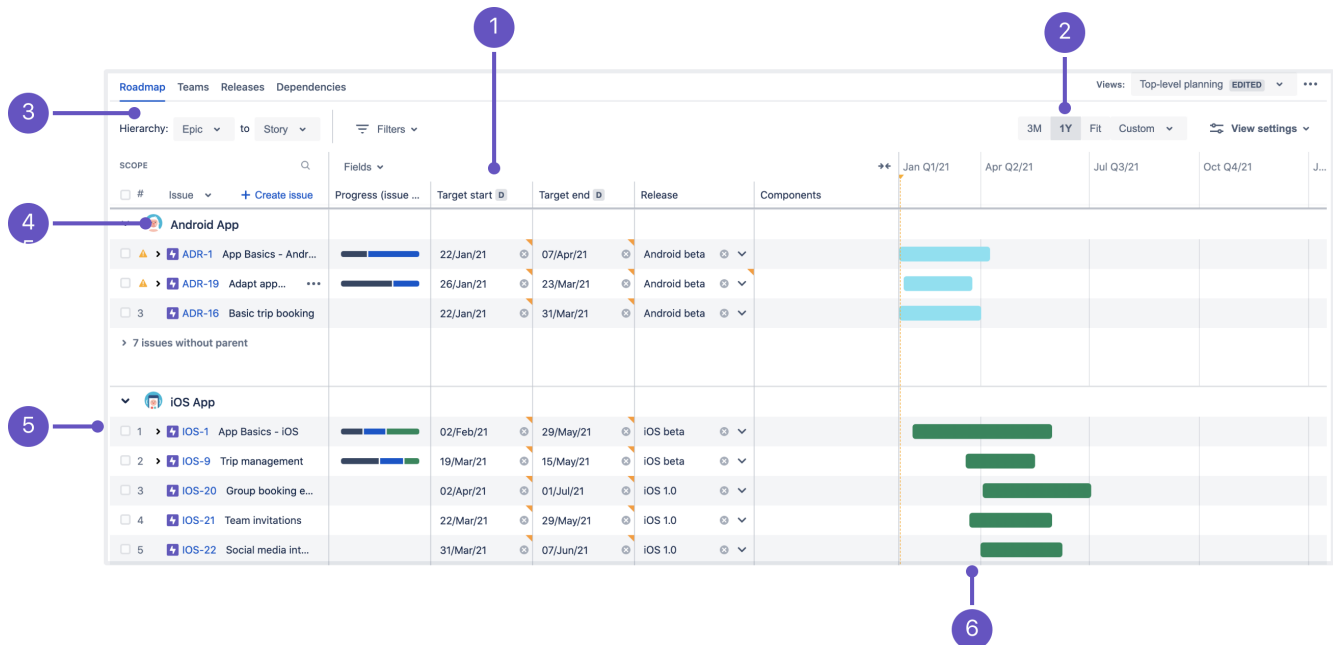 1
2
Roadmap Teams Releases Dependencies
Views: Top-level planning EDITED
3
Hierarchy: Epic to Story Filters
3M 1Y Fit Custom View settings
SCOPE Fields Jan Q1/21 Apr Q2/21 Jul Q3/21 Oct Q4/21 J...
# Issue + Create issue Progress (issue ... Target start D Target end D Release Components
4
Android App
ADR-1 App Basics - Andr... 22/Jan/21 07/Apr/21 Android beta
ADR-19 Adapt app... ••• 26/Jan/21 23/Mar/21 Android beta
3 ADR-16 Basic trip booking 22/Jan/21 31/Mar/21 Android beta
7 issues without parent
iOS App
5
1 IOS-1 App Basics - iOS 02/Feb/21 29/May/21 iOS beta
2 IOS-9 Trip management 19/Mar/21 15/May/21 iOS beta
3 IOS-20 Group booking e... 02/Apr/21 01/Jul/21 iOS 1.0
4 IOS-21 Team invitations 22/Mar/21 29/May/21 iOS 1.0
5 IOS-22 Social media int... 31/Mar/21 07/Jun/21 iOS 1.0
6